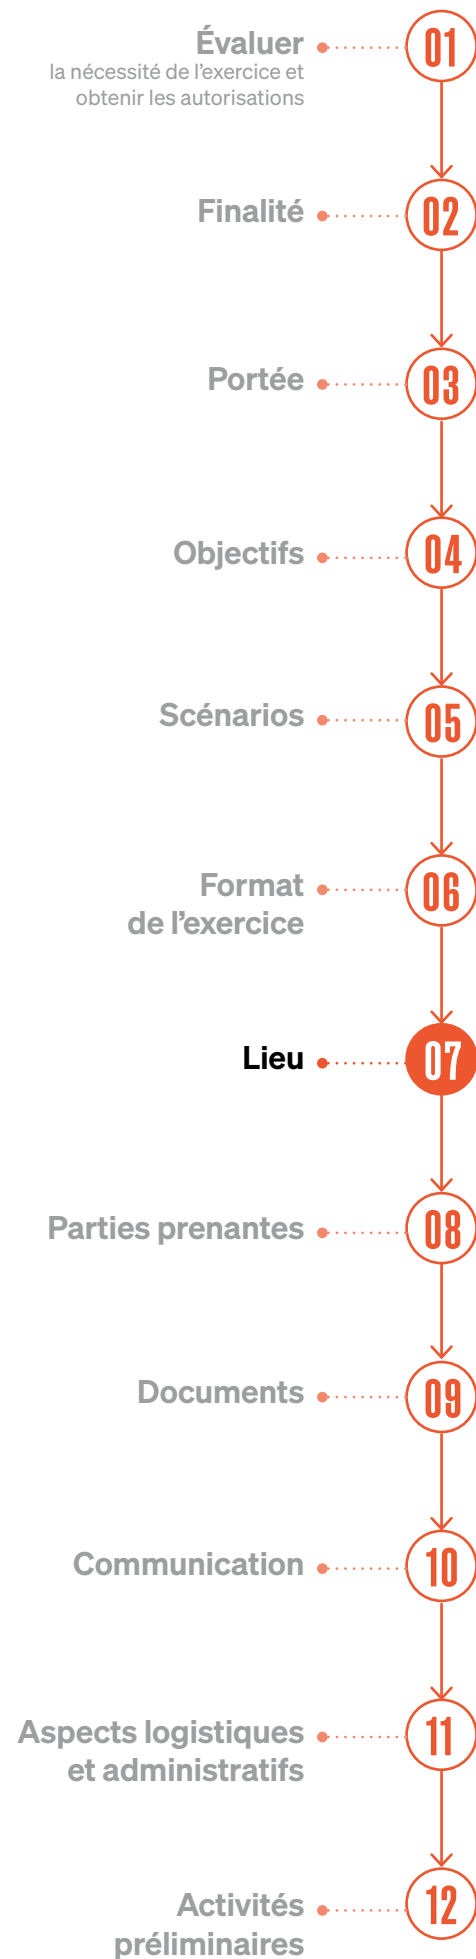 Évaluer
la nécessité de l’exercice et
obtenir les autorisations
01
Finalité
02
Portée
03
Objectifs
04
Scénarios
05
Format
de l’exercice
06
Lieu
07
Parties prenantes
08
Documents
09
Communication
10
Aspects logistiques
et administratifs
11
Activités
préliminaires
12